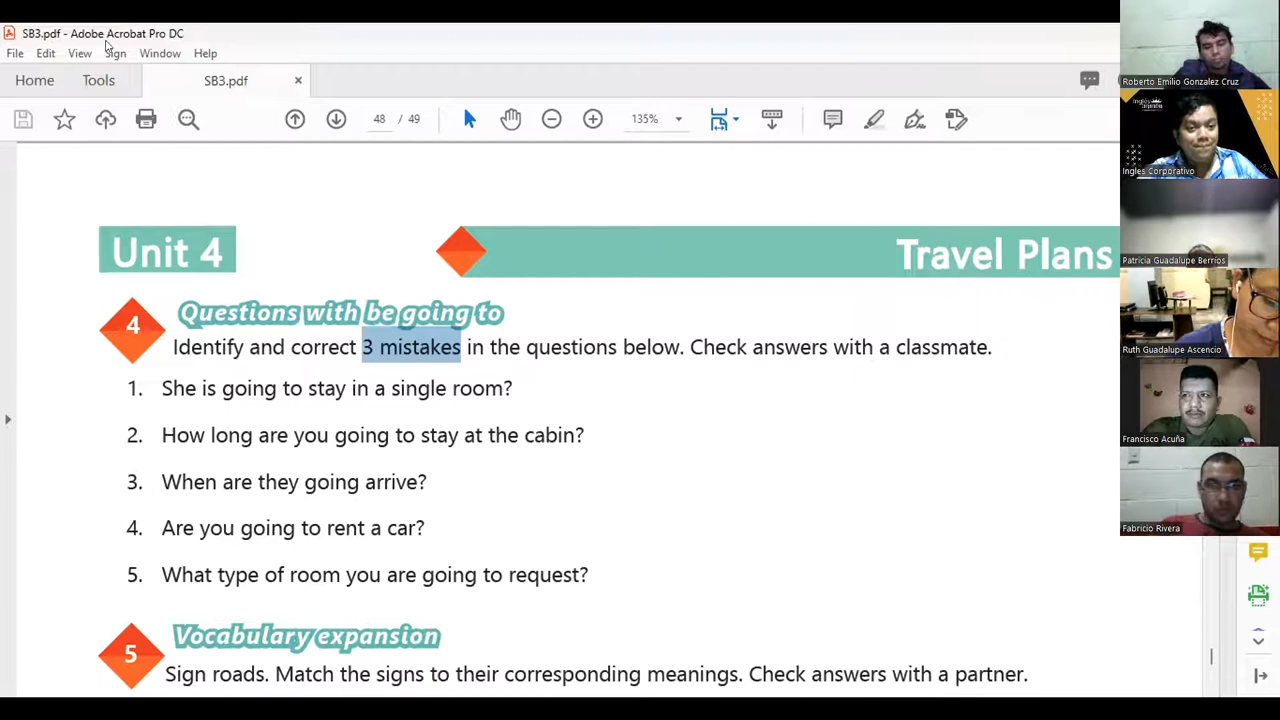 SB3.pdf - Adobe Acrobat Pro DC
File Edit View Sign Window Help
Home Tools SB3.pdf ×
48 / 49 135%
Unit 4 Travel Plans
4 Questions with be going to
Identify and correct 3 mistakes in the questions below. Check answers with a classmate.
1. She is going to stay in a single room?
2. How long are you going to stay at the cabin?
3. When are they going arrive?
4. Are you going to rent a car?
5. What type of room you are going to request?
5 Vocabulary expansion
Sign roads. Match the signs to their corresponding meanings. Check answers with a partner.
Roberto Emilio Gonzalez Cruz
Ingles Corporativo
Patricia Guadalupe Berríos
Ruth Guadalupe Ascencio
Francisco Acuña
Fabricio Rivera